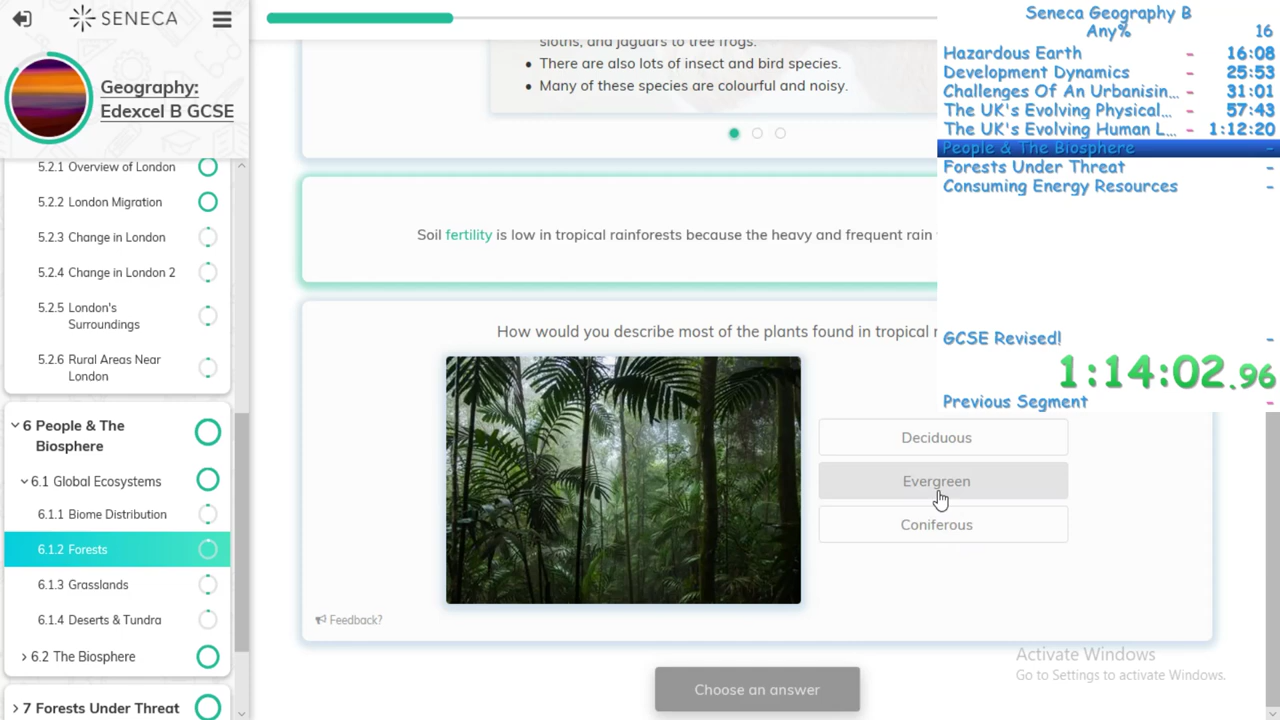 SENECA
Geography:
Edexcel B GCSE
5.2.1 Overview of London
5.2.2 London Migration
5.2.3 Change in London
5.2.4 Change in London 2
5.2.5 London's
Surroundings
5.2.6 Rural Areas Near
London
6 People & The
Biosphere
6.1 Global Ecosystems
6.1.1 Biome Distribution
6.1.2 Forests
6.1.3 Grasslands
6.1.4 Deserts & Tundra
6.2 The Biosphere
7 Forests Under Threat
sloths, and jaguars to tree frogs.
• There are also lots of insect and bird species.
• Many of these species are colourful and noisy.
Soil fertility is low in tropical rainforests because the heavy and frequent rain
How would you describe most of the plants found in tropical
Deciduous
Evergreen
Coniferous
Feedback?
Choose an answer
Seneca Geography B
Any% 16
Hazardous Earth - 16:08
Development Dynamics - 25:53
Challenges Of An Urbanisin... - 31:01
The UK's Evolving Physical... - 57:43
The UK's Evolving Human L... - 1:12:20
People & The Biosphere -
Forests Under Threat -
Consuming Energy Resources -
GCSE Revised! -
1:14:02.96
Previous Segment -
Activate Windows
Go to Settings to activate Windows.